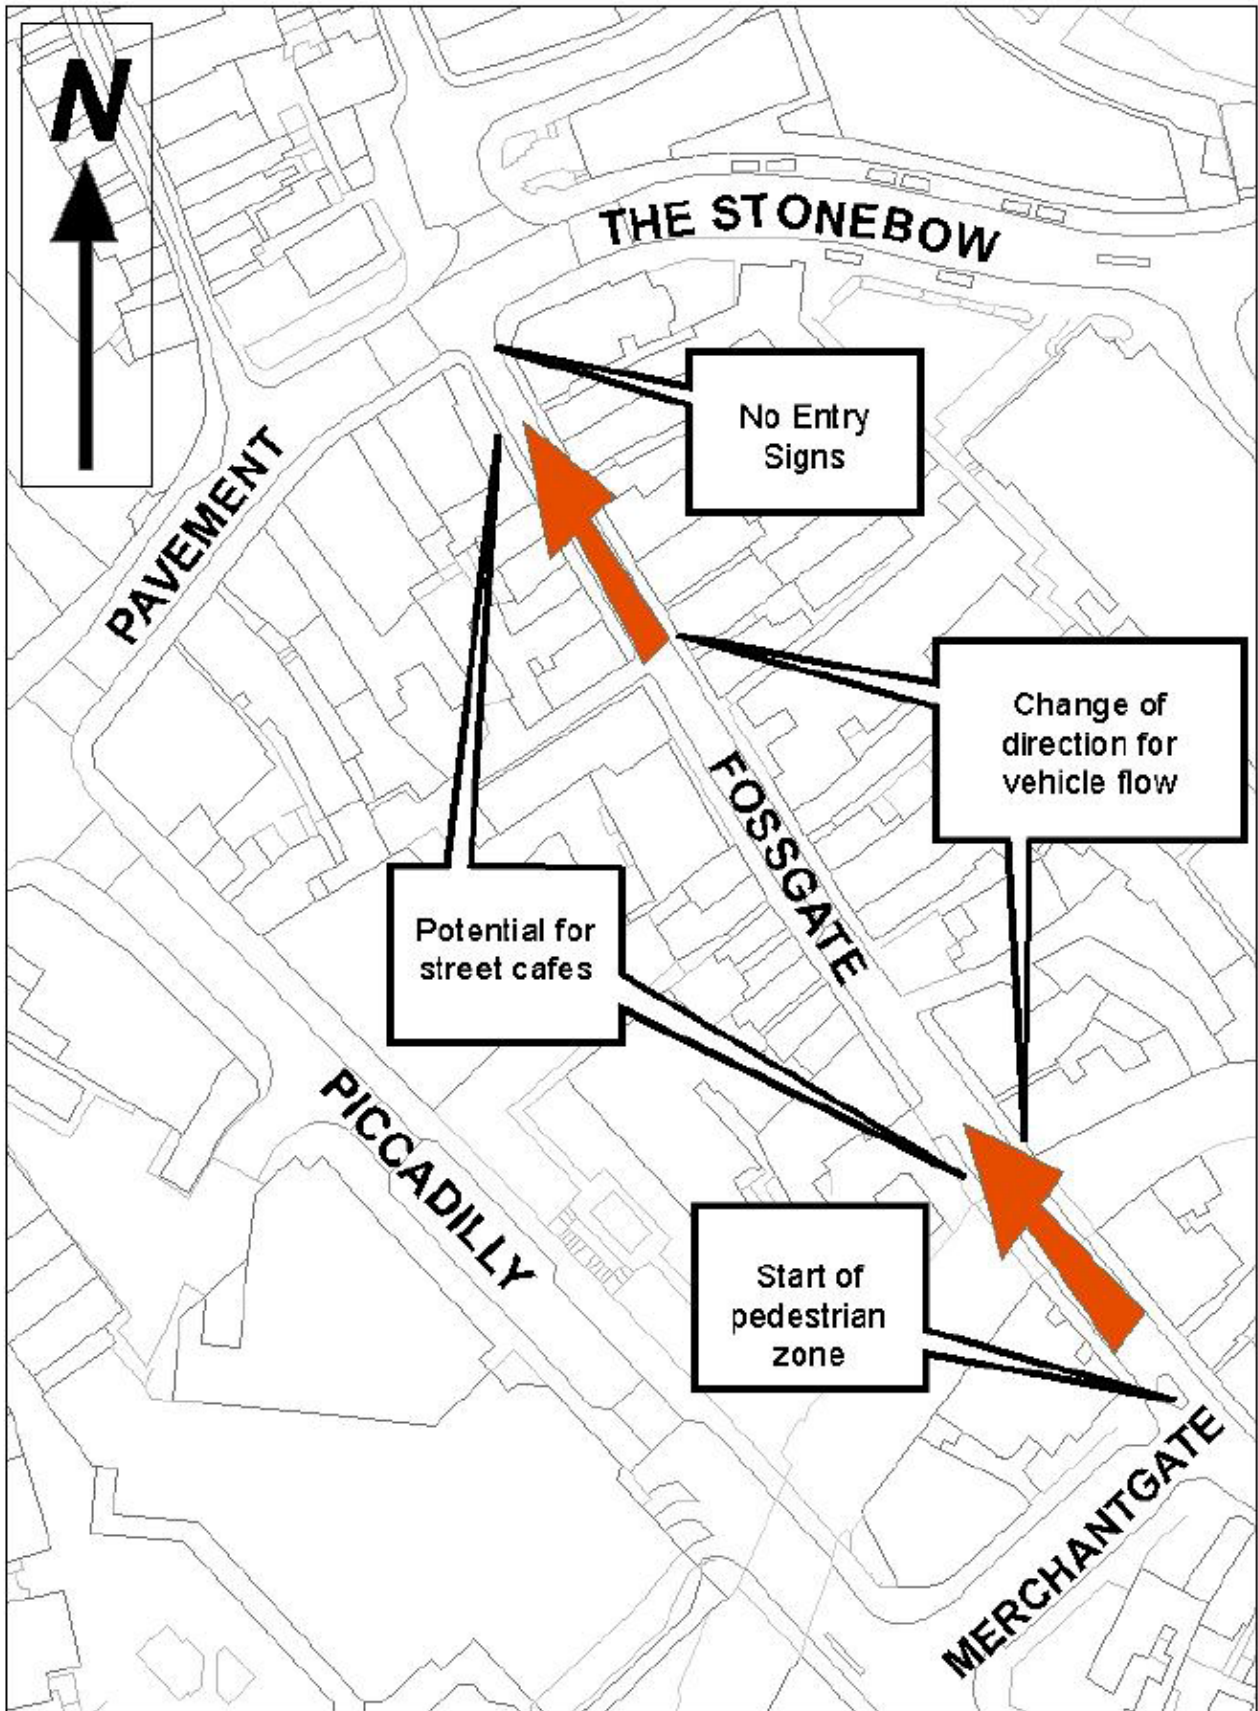 N
THE STONEBOW
No Entry
Signs
PAVEMENT
Change of
direction for
vehicle flow
FOSSGATE
Potential for
street cafes
PICCADILLY
Start of
pedestrian
zone
MERCHANTGATE